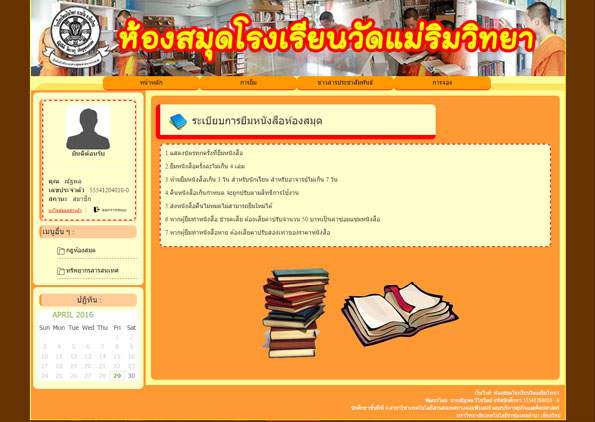 ห้องสมุดโรงเรียนวัดแม่ริมวิทยา
หน้าหลัก การยืม ข่าวสารประชาสัมพันธ์ การจอง
ยินดีต้อนรับ
คุณ ณัฐพล
เลขประจำตัว 55541204010-0
สถานะ สมาชิก
ออกจากระบบ
เมนูอื่น ๆ :
กฎห้องสมุด
ทรัพยากรสารสนเทศ
ปฏิทิน :
APRIL 2016
Sun Mon Tue Wed Thu Fri Sat
1 2
3 4 5 6 7 8 9
10 11 12 13 14 15 16
17 18 19 20 21 22 23
24 25 26 27 28 29 30
ระเบียบการยืมหนังสือห้องสมุด
1.แสดงบัตรทุกครั้งที่ยืมหนังสือ
2.ยืมหนังสือครั้งละไม่เกิน 4 เล่ม
3.ห้ามยืมหนังสือเกิน 3 วัน สำหรับนักเรียน สำหรับอาจารย์ไม่เกิน 7 วัน
4.คืนหนังสือเกินกำหนด จะถูกปรับตามสิทธิการใช้งาน
5.ส่งหนังสือคืนไม่หมดไม่สามารถยืมใหม่ได้
6.หากผู้ยืมทำหนังสือ ชำรุดเสีย ต้องเสียค่าปรับจำนวน 50 บาทเป็นค่าซ่อมแซมหนังสือ
7.หากผู้ยืมทำหนังสือหาย ต้องเสียค่าปรับสองเท่าของราคาหนังสือ
เว็บไซต์ ห้องสมุดโรงเรียนแม่ริมวิทยา
พัฒนาโดย นายณัฐพล รหัสนักศึกษา 55541204010 - 0
นักศึกษาชั้นปีที่ 4 สาขาวิชาเทคโนโลยีสารสนเทศทางคอมพิวเตอร์ คณะบริหารธุรกิจและศิลปศาสตร์
มหาวิทยาลัยเทคโนโลยีราชมงคลล้านนา เชียงใหม่